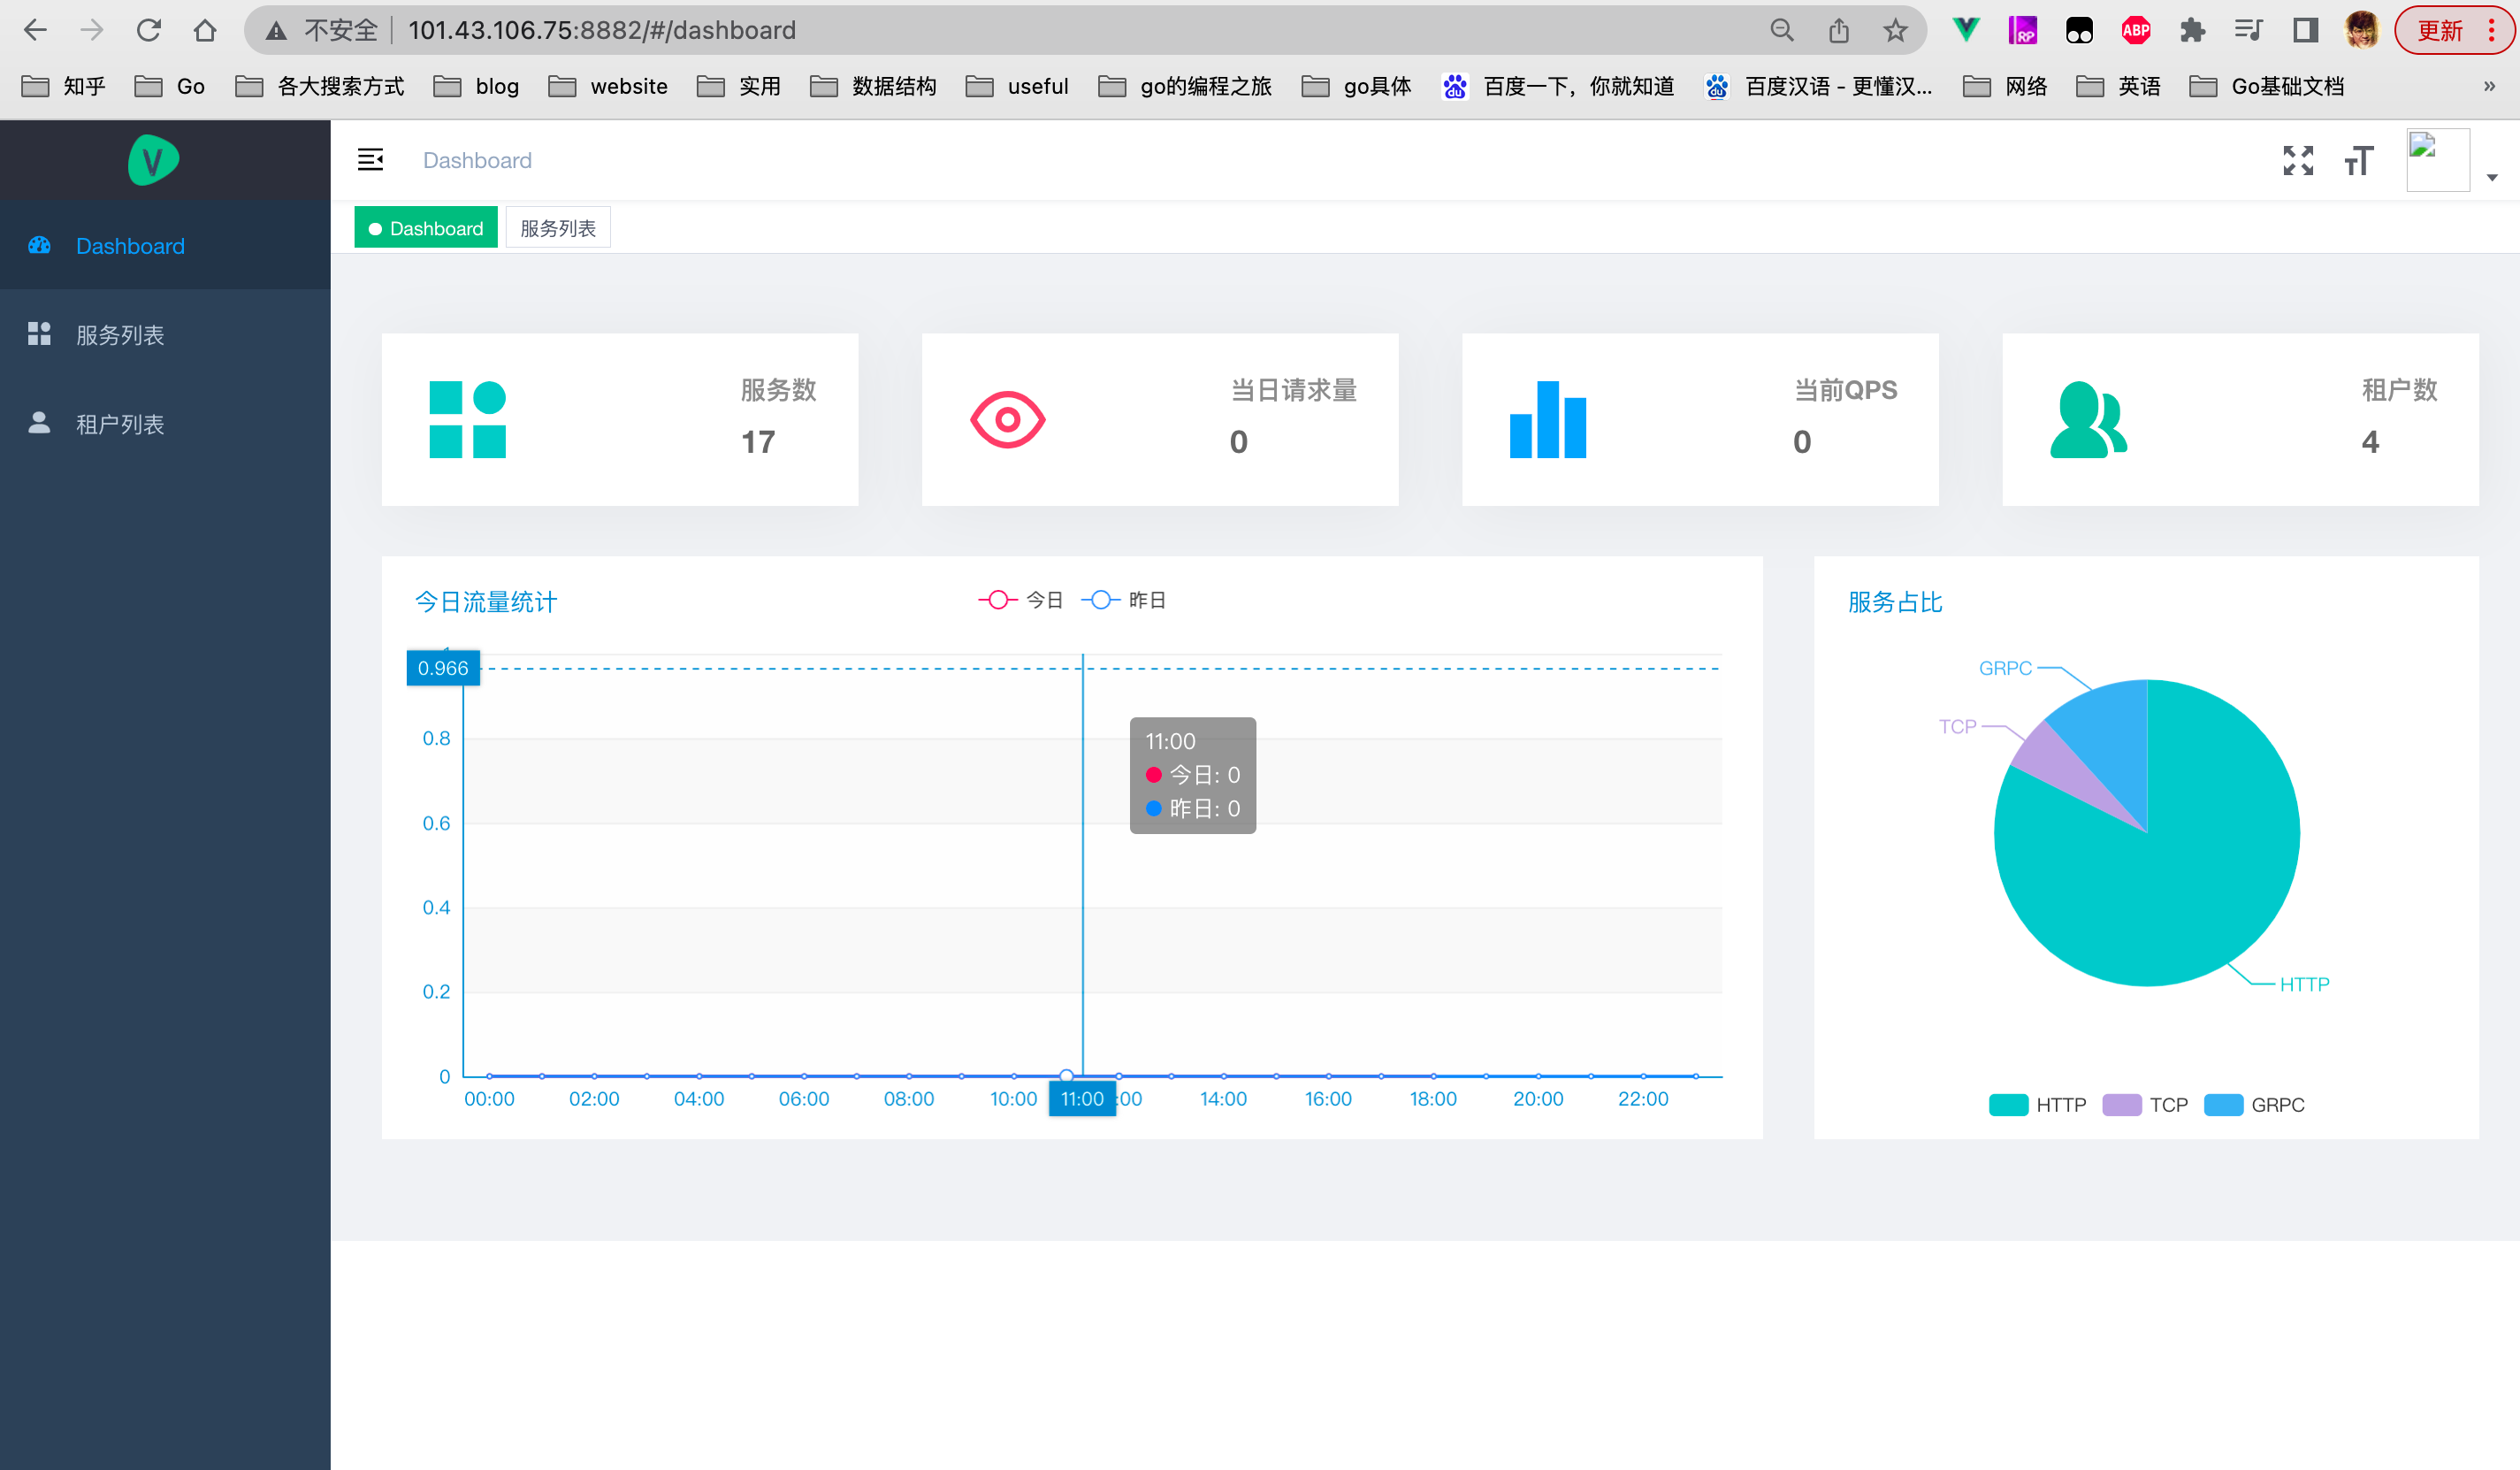 不安全 101.43.106.75:8882/#/dashboard
RP
ABP
更新
知乎 Go 各大搜索方式 blog website 实用 数据结构 useful go的编程之旅 go具体 百度一下，你就知道 百度汉语 - 更懂汉... 网络 英语 Go基础文档 »
V
Dashboard
Dashboard 服务列表
Dashboard
服务列表
租户列表
服务数
17
当日请求量
0
当前QPS
0
租户数
4
今日流量统计
今日 昨日
0.966
0.8
0.6
0.4
0.2
0
11:00
今日: 0
昨日: 0
00:00 02:00 04:00 06:00 08:00 10:00 11:00 :00 14:00 16:00 18:00 20:00 22:00
服务占比
GRPC
TCP
HTTP
HTTP TCP GRPC